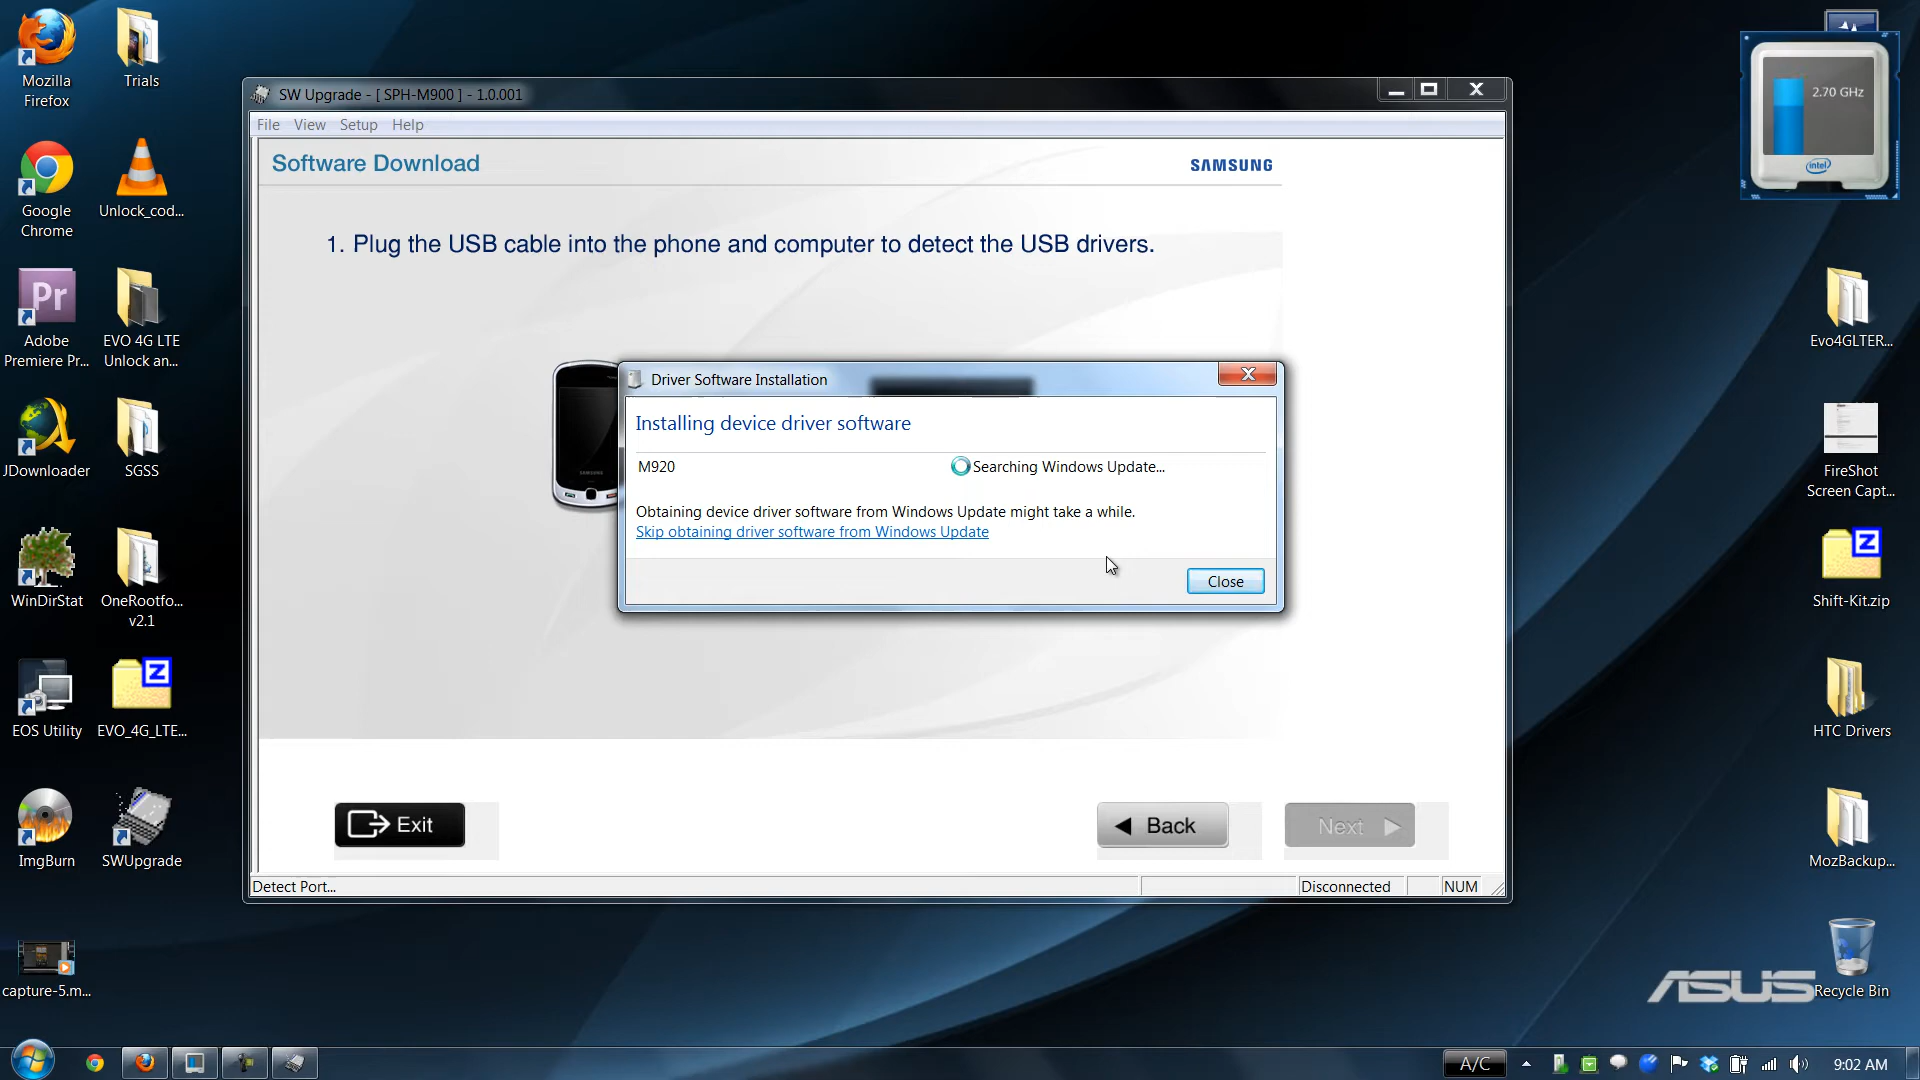 Mozilla
Firefox
Trials
Google
Chrome
Unlock_cod...
Adobe
Premiere Pr...
EVO 4G LTE
Unlock an...
JDownloader
SGSS
WinDirStat
OneRootfo...
v2.1
EOS Utility
EVO_4G_LTE...
ImgBurn
SWUpgrade
capture-5.m...
SW Upgrade - [ SPH-M900 ] - 1.0.001
File View Setup Help
Software Download
SAMSUNG
1. Plug the USB cable into the phone and computer to detect the USB drivers.
Driver Software Installation
Installing device driver software
M920
Searching Windows Update...
Obtaining device driver software from Windows Update might take a while.
Skip obtaining driver software from Windows Update
Close
Exit
Back
Next
Detect Port...
Disconnected
NUM
2.70 GHz
intel
Evo4GLTER...
FireShot
Screen Capt...
Shift-Kit.zip
HTC Drivers
MozBackup...
ASUS
Recycle Bin
A/C
9:02 AM
Pr
Z
Z